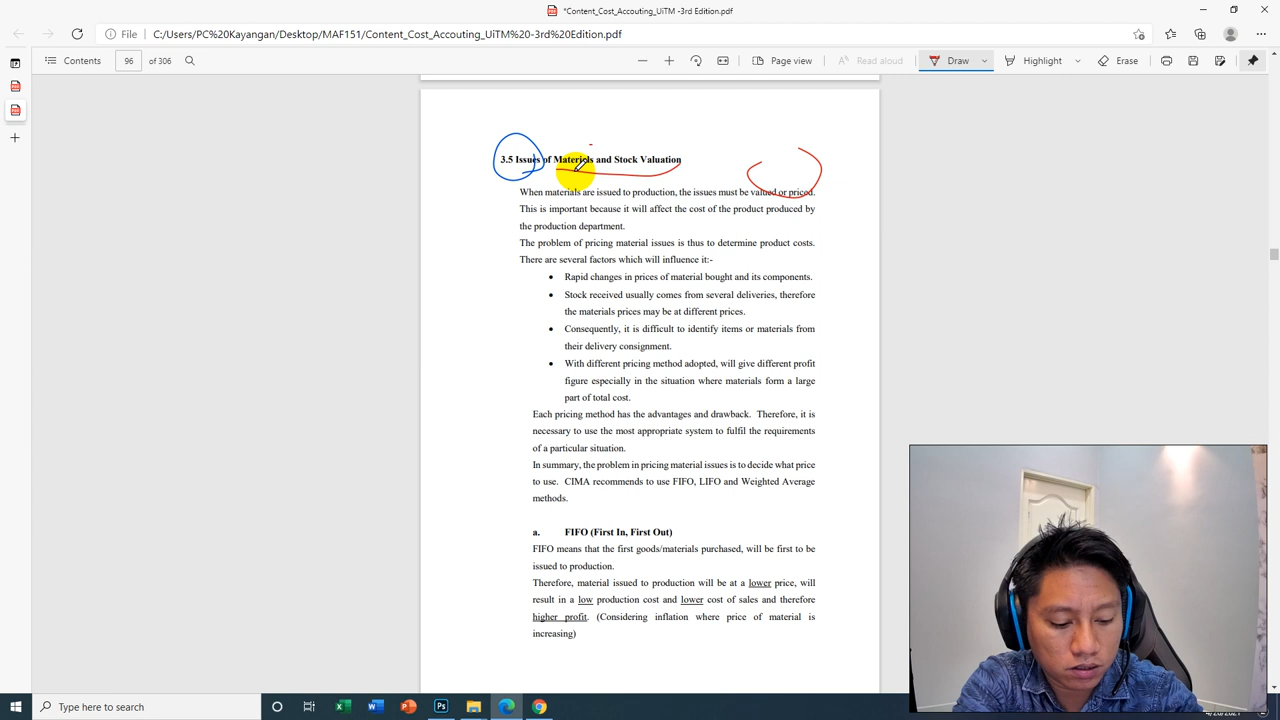 *Content_Cost_Accouting_UiTM -3rd Edition.pdf
File C:/Users/PC%20Kayangan/Desktop/MAF151/Content_Cost_Accouting_UiTM%20-3rd%20Edition.pdf
Contents 96 of 306 Page view Read aloud Draw Highlight Erase
3.5 Issues of Materials and Stock Valuation
When materials are issued to production, the issues must be valued or priced.
This is important because it will affect the cost of the product produced by
the production department.
The problem of pricing material issues is thus to determine product costs.
There are several factors which will influence it:-
• Rapid changes in prices of material bought and its components.
• Stock received usually comes from several deliveries, therefore
the materials prices may be at different prices.
• Consequently, it is difficult to identify items or materials from
their delivery consignment.
• With different pricing method adopted, will give different profit
figure especially in the situation where materials form a large
part of total cost.
Each pricing method has the advantages and drawback. Therefore, it is
necessary to use the most appropriate system to fulfil the requirements
of a particular situation.
In summary, the problem in pricing material issues is to decide what price
to use. CIMA recommends to use FIFO, LIFO and Weighted Average
methods.
a. FIFO (First In, First Out)
FIFO means that the first goods/materials purchased, will be first to be
issued to production.
Therefore, material issued to production will be at a lower price, will
result in a low production cost and lower cost of sales and therefore
higher profit. (Considering inflation where price of material is
increasing)
Type here to search